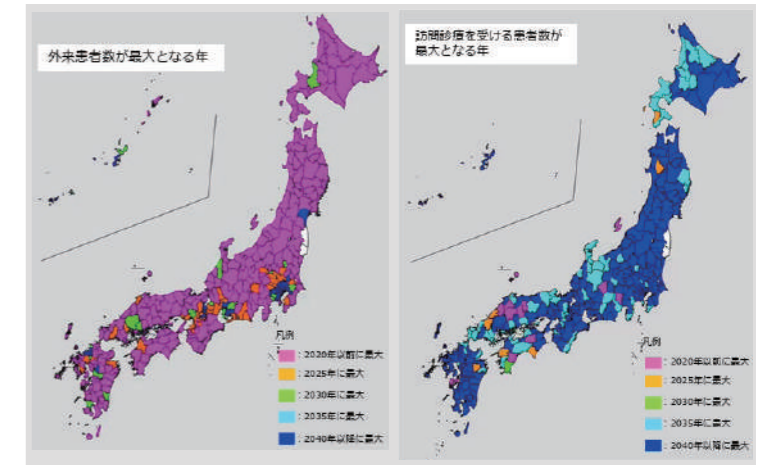 外来患者数が最大となる年
凡例
：2020年以前に最大
：2025年に最大
：2030年に最大
：2035年に最大
：2040年以降に最大
訪問診療を受ける患者数が
最大となる年
凡例
：2020年以前に最大
：2025年に最大
：2030年に最大
：2035年に最大
：2040年以降に最大